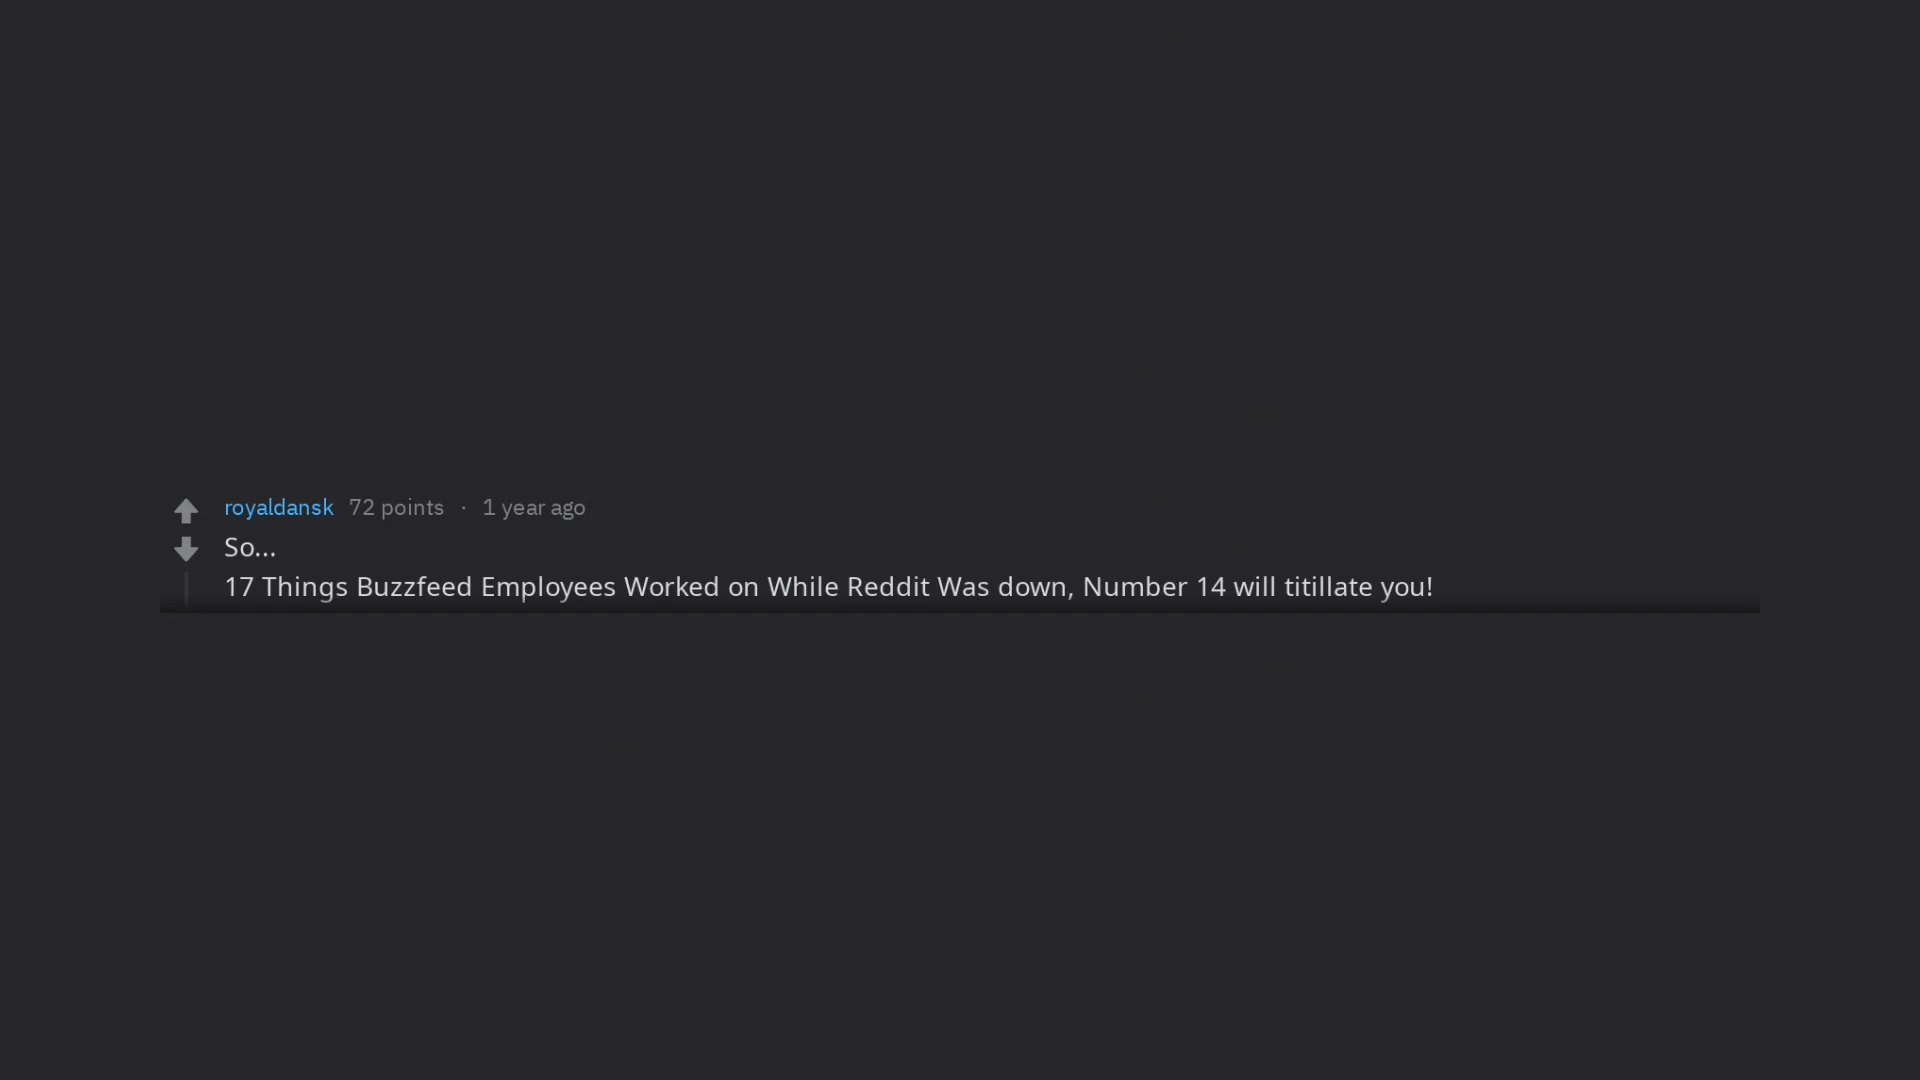 royaldansk 72 points · 1 year ago
So...
17 Things Buzzfeed Employees Worked on While Reddit Was down, Number 14 will titillate you!